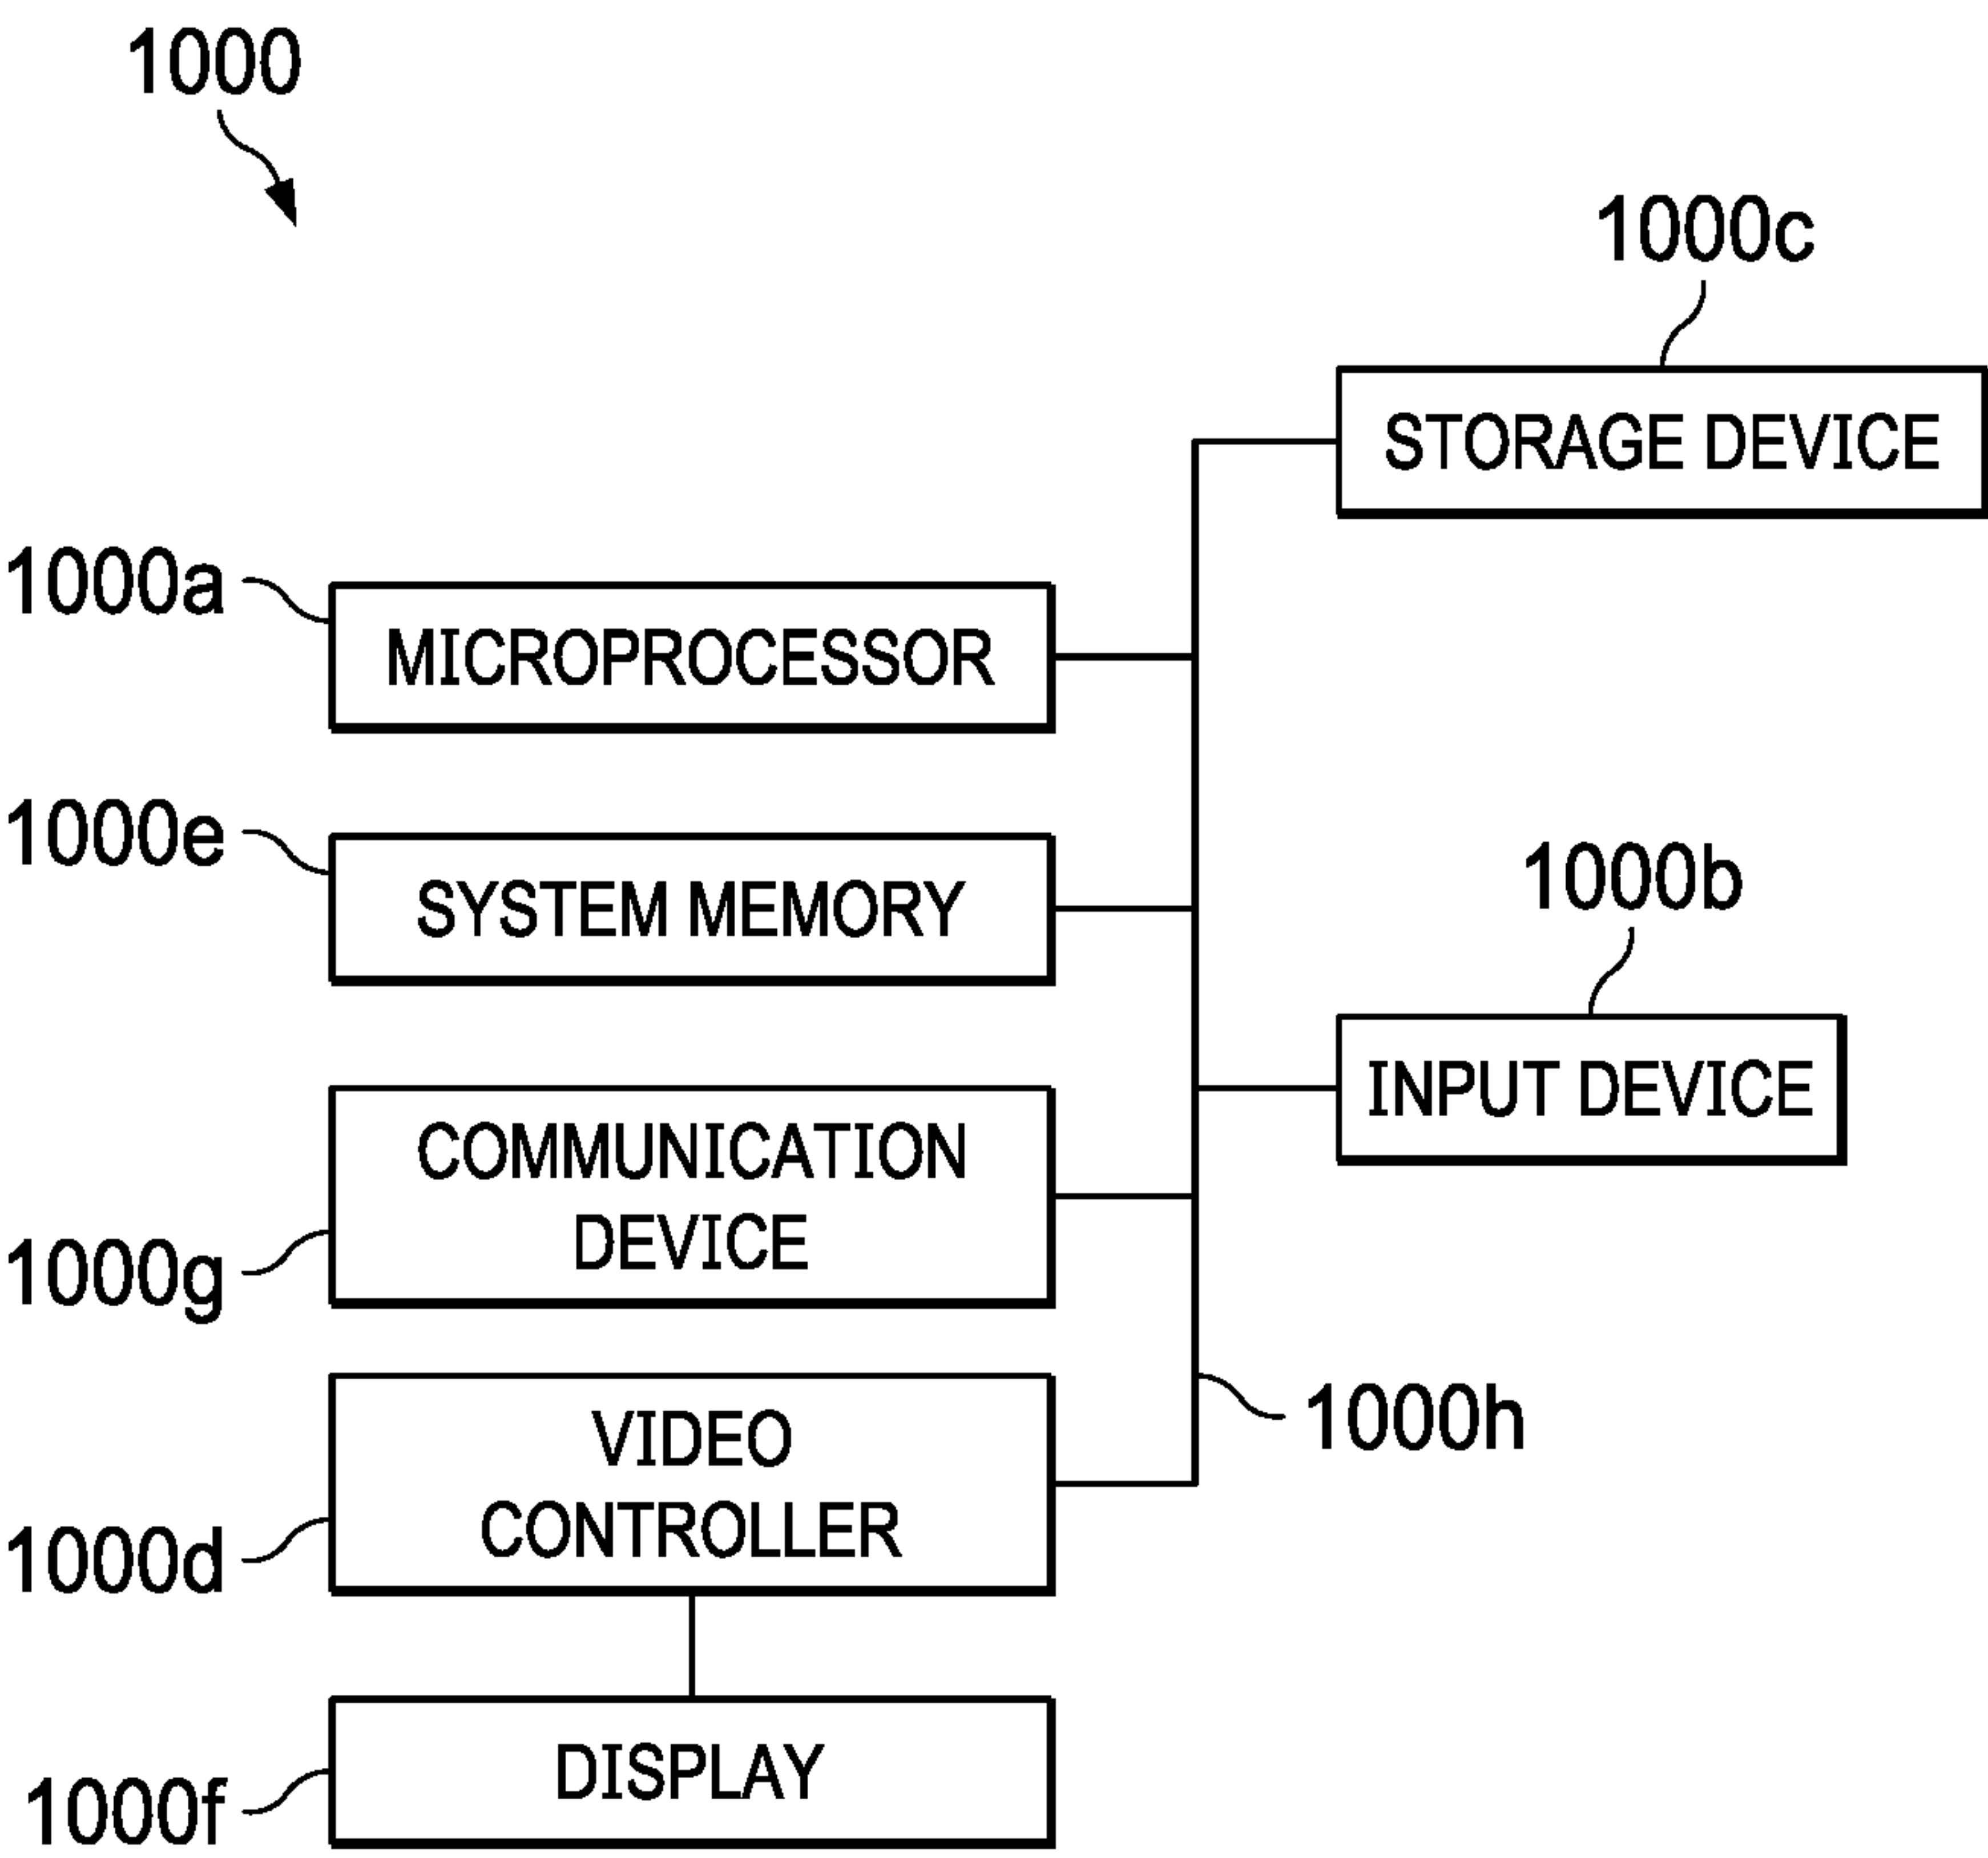 1000
1000c
STORAGE DEVICE
1000a
MICROPROCESSOR
1000e
SYSTEM MEMORY
1000b
INPUT DEVICE
COMMUNICATION
DEVICE
1000g
1000h
VIDEO
CONTROLLER
1000d
DISPLAY
1000f